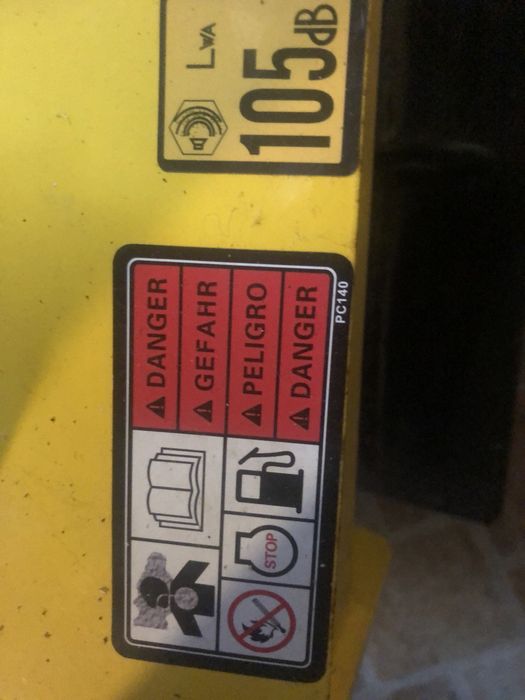 LWA
105dB
DANGER
GEFAHR
PELIGRO
DANGER
STOP
PC140